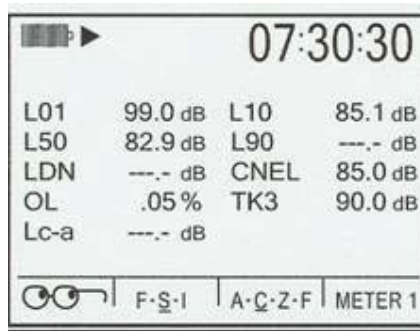 07:30:30
L01 99.0 dB L10 85.1 dB
L50 82.9 dB L90 ---.- dB
LDN ---.- dB CNEL 85.0 dB
OL .05% TK3 90.0 dB
Lc-a ---.- dB
F·S·I A·C·Z·F METER 1